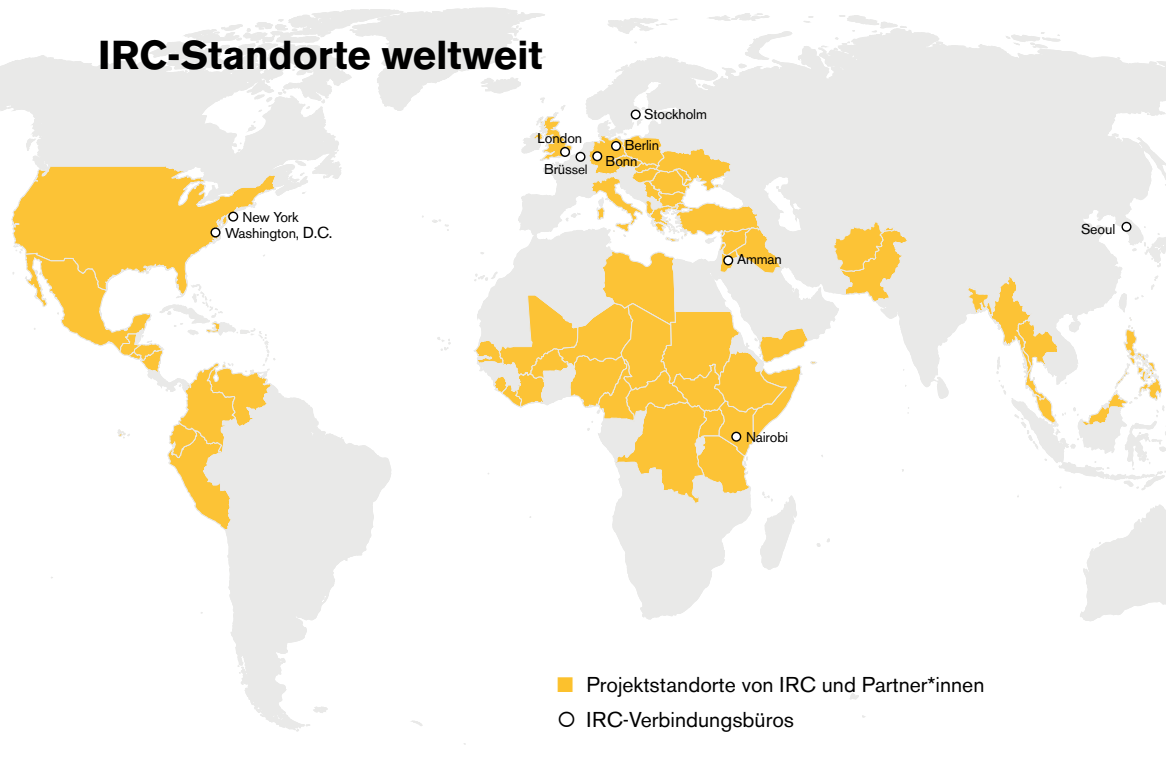 IRC-Standorte weltweit
Stockholm
London
Berlin
Brüssel
Bonn
New York
Washington, D.C.
Seoul
Amman
Nairobi
Projektstandorte von IRC und Partner*innen
IRC-Verbindungsbüros